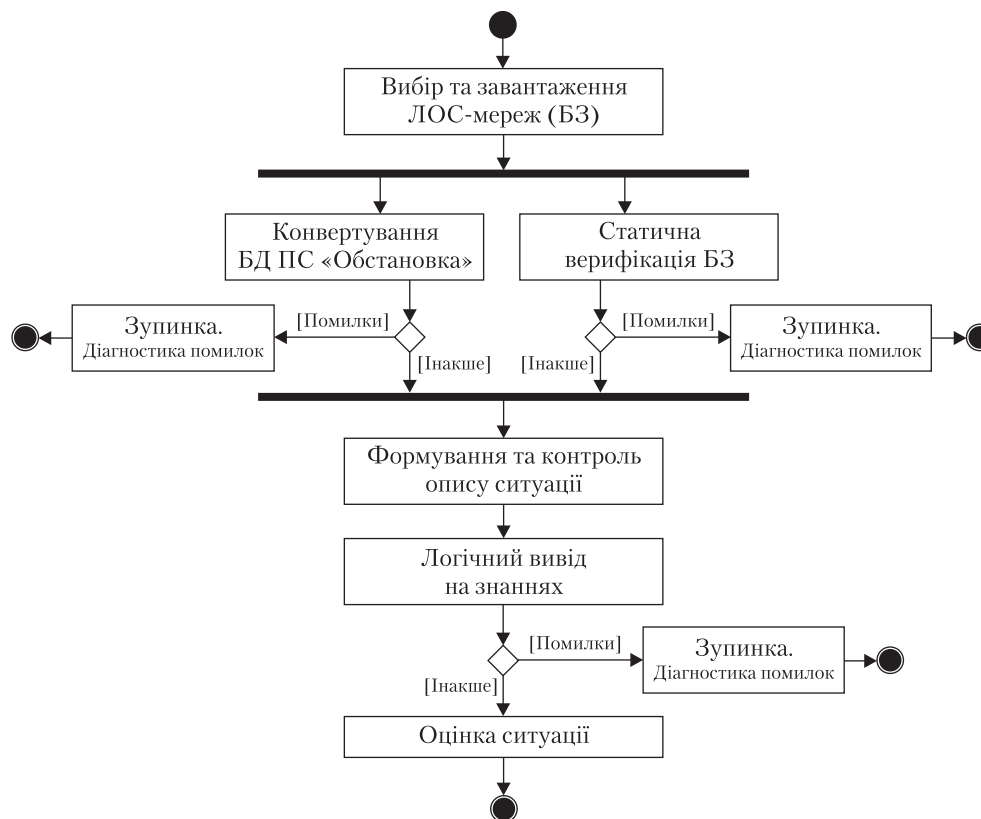 Вибір та завантаження
ЛОС-мереж (БЗ)
Конвертування
БД ПС «Обстановка»
Статична
верифікація БЗ
Зупинка.
Діагностика помилок
[Помилки]
[Інакше]
[Помилки]
[Інакше]
Зупинка.
Діагностика помилок
Формування та контроль
опису ситуації
Логічний вивід
на знаннях
[Помилки]
[Інакше]
Зупинка.
Діагностика помилок
Оцінка ситуації